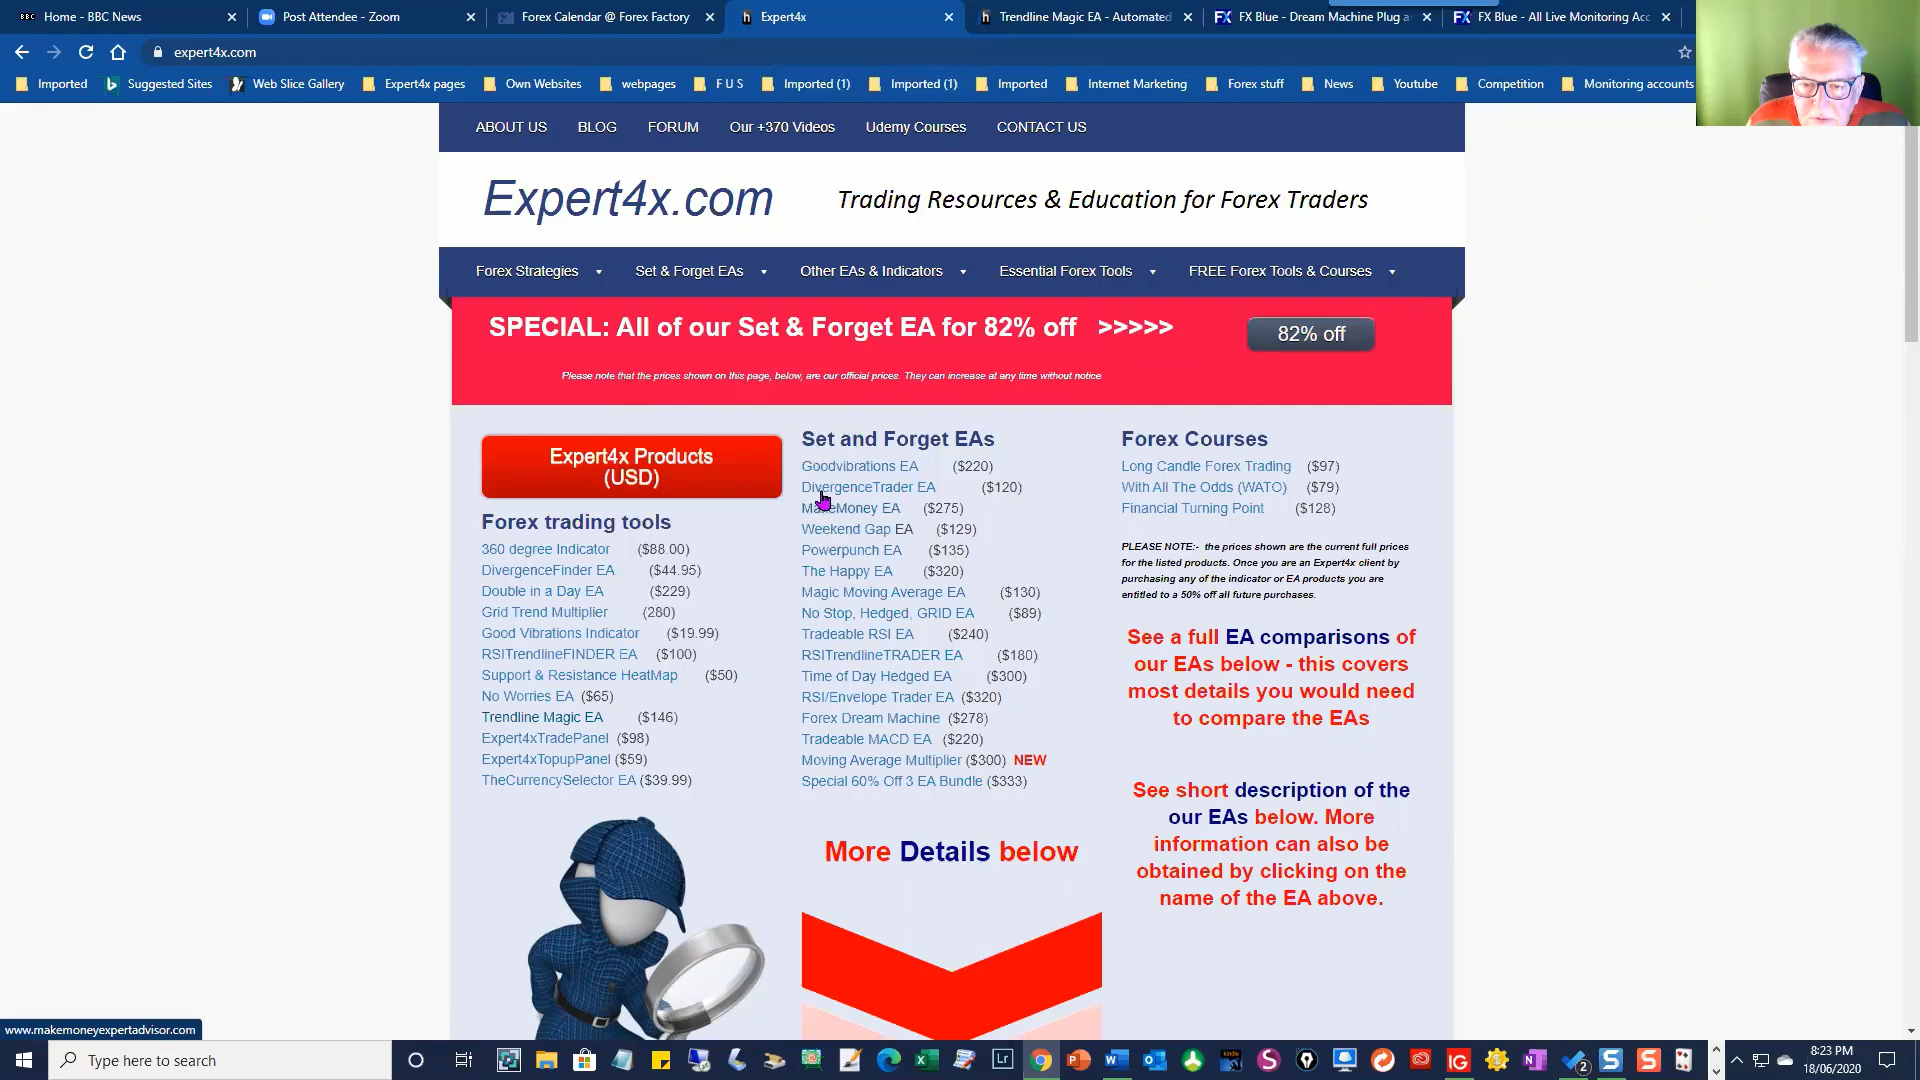 BBC Home - BBC News
Post Attendee - Zoom
Forex Calendar @ Forex Factory
Expert4x
Trendline Magic EA - Automated
FX Blue - Dream Machine Plug a
FX Blue - All Live Monitoring Acc
expert4x.com
Imported
Suggested Sites
Web Slice Gallery
Expert4x pages
Own Websites
webpages
F U S
Imported (1)
Imported (1)
Imported
Internet Marketing
Forex stuff
News
Youtube
Competition
Monitoring accounts
ABOUT US
BLOG
FORUM
Our +370 Videos
Udemy Courses
CONTACT US
Expert4x.com
Trading Resources & Education for Forex Traders
Forex Strategies
Set & Forget EAs
Other EAs & Indicators
Essential Forex Tools
FREE Forex Tools & Courses
SPECIAL: All of our Set & Forget EA for 82% off >>>>>
82% off
Please note that the prices shown on this page, below, are our official prices. They can increase at any time without notice
Expert4x Products
(USD)
Forex trading tools
360 degree Indicator ($88.00)
DivergenceFinder EA ($44.95)
Double in a Day EA ($229)
Grid Trend Multiplier (280)
Good Vibrations Indicator ($19.99)
RSITrendlineFINDER EA ($100)
Support & Resistance HeatMap ($50)
No Worries EA ($65)
Trendline Magic EA ($146)
Expert4xTradePanel ($98)
Expert4xTopupPanel ($59)
TheCurrencySelector EA ($39.99)
Set and Forget EAs
Goodvibrations EA ($220)
DivergenceTrader EA ($120)
MakeMoney EA ($275)
Weekend Gap EA ($129)
Powerpunch EA ($135)
The Happy EA ($320)
Magic Moving Average EA ($130)
No Stop, Hedged, GRID EA ($89)
Tradeable RSI EA ($240)
RSITrendlineTRADER EA ($180)
Time of Day Hedged EA ($300)
RSI/Envelope Trader EA ($320)
Forex Dream Machine ($278)
Tradeable MACD EA ($220)
Moving Average Multiplier ($300) NEW
Special 60% Off 3 EA Bundle ($333)
More Details below
Forex Courses
Long Candle Forex Trading ($97)
With All The Odds (WATO) ($79)
Financial Turning Point ($128)
PLEASE NOTE:- the prices shown are the current full prices
for the listed products. Once you are an Expert4x client by
purchasing any of the indicator or EA products you are
entitled to a 50% off all future purchases.
See a full EA comparisons of
our EAs below - this covers
most details you would need
to compare the EAs
See short description of the
our EAs below. More
information can also be
obtained by clicking on the
name of the EA above.
www.makemoneyexpertadvisor.com
Type here to search
8:23 PM
18/06/2020